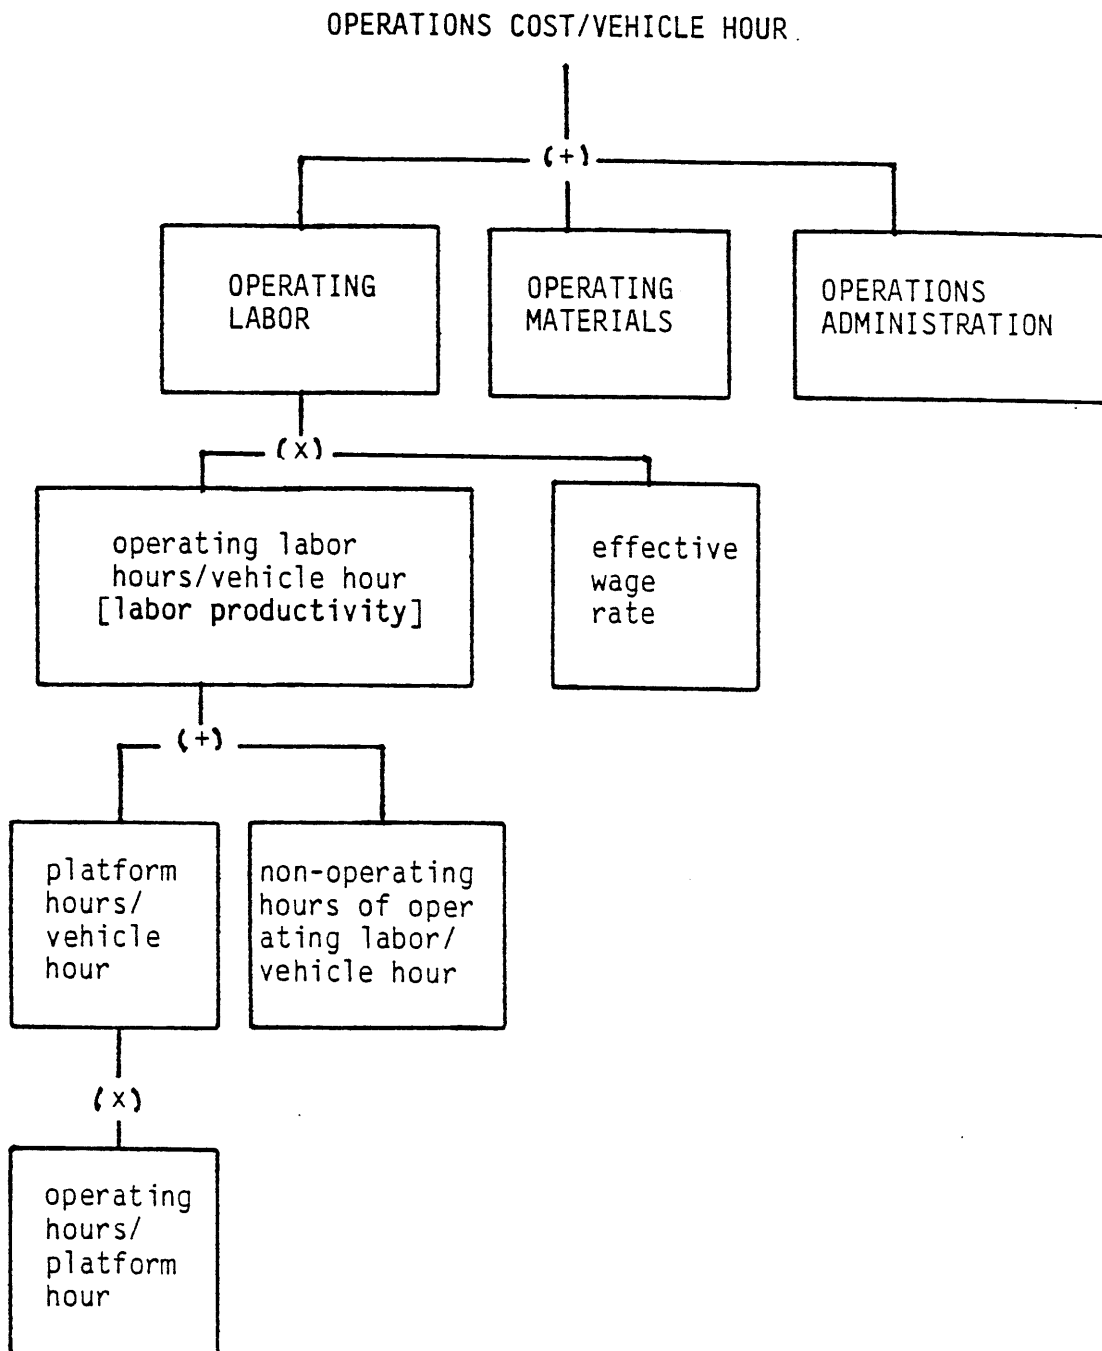 OPERATIONS COST/VEHICLE HOUR
(+)
OPERATING
LABOR
OPERATING
MATERIALS
OPERATIONS
ADMINISTRATION
(x)
operating labor
hours/vehicle hour
[labor productivity]
effective
wage
rate
(+)
platform
hours/
vehicle
hour
non-operating
hours of oper
ating labor/
vehicle hour
(x)
operating
hours/
platform
hour